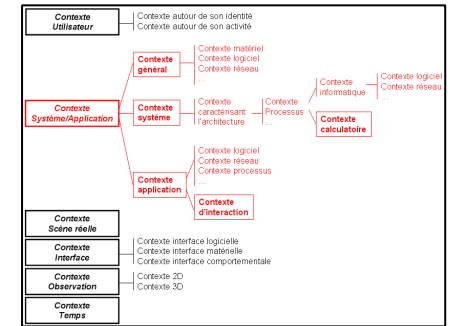 Contexte
Utilisateur
Contexte autour de son identité
Contexte autour de son activité
Contexte
Système/Application
Contexte
général
Contexte matériel
Contexte logiciel
Contexte réseau
...
Contexte
système
Contexte
caractérisant
l'architecture
Contexte
Processus
...
Contexte
informatique
Contexte logiciel
Contexte réseau
...
Contexte
calculatoire
Contexte
application
Contexte logiciel
Contexte réseau
Contexte processus
...
Contexte
d'interaction
Contexte
Scène réelle
Contexte
Interface
Contexte interface logicielle
Contexte interface matérielle
Contexte interface comportementale
Contexte
Observation
Contexte 2D
Contexte 3D
Contexte
Temps